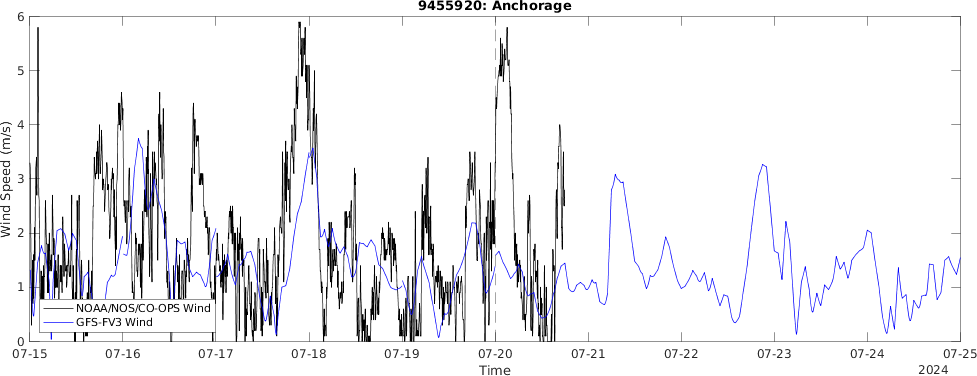 9455920: Anchorage
6
5
4
3
2
1
0
Wind Speed (m/s)
NOAA/NOS/CO-OPS Wind
GFS-FV3 Wind
07-15 07-16 07-17 07-18 07-19 07-20 07-21 07-22 07-23 07-24 07-25
Time
2024